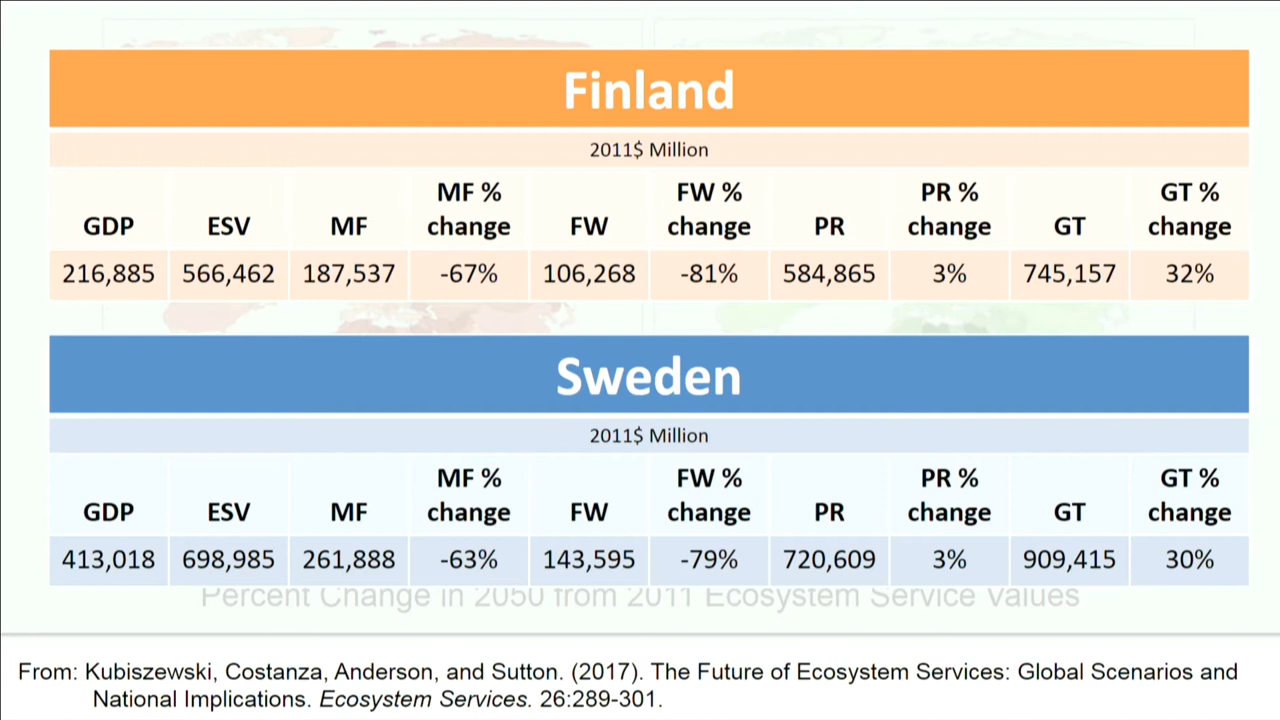 Finland
2011$ Million
GDP ESV MF MF % change FW FW % change PR PR % change GT GT % change
216,885 566,462 187,537 -67% 106,268 -81% 584,865 3% 745,157 32%
Sweden
2011$ Million
GDP ESV MF MF % change FW FW % change PR PR % change GT GT % change
413,018 698,985 261,888 -63% 143,595 -79% 720,609 3% 909,415 30%
Percent Change in 2050 from 2011 Ecosystem Service Values
From: Kubiszewski, Costanza, Anderson, and Sutton. (2017). The Future of Ecosystem Services: Global Scenarios and
National Implications. Ecosystem Services. 26:289-301.